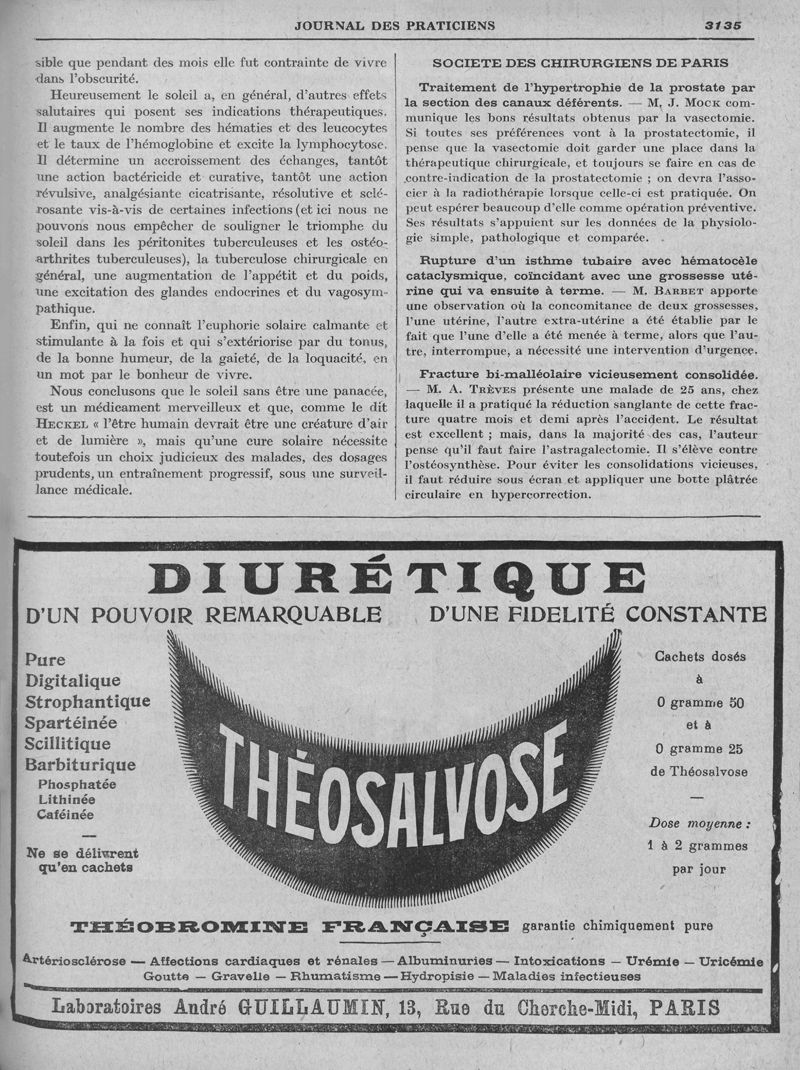 JOURNAL DES PRATICIENS 3135
sible que pendant des mois elle fut contrainte de vivre
dans l'obscurité.
Heureusement le soleil a, en général, d'autres effets
salutaires qui posent ses indications thérapeutiques.
Il augmente le nombre des hématies et des leucocytes
et le taux de l'hémoglobine et excite la lymphocytose.
Il détermine un accroissement des échanges, tantôt
une action bactéricide et curative, tantôt une action
révulsive, analgésiante cicatrisante, résolutive et sclé-
rosante vis-à-vis de certaines infections (et ici nous ne
pouvons nous empêcher de souligner le triomphe du
soleil dans les péritonites tuberculeuses et les ostéo-
arthrites tuberculeuses), la tuberculose chirurgicale en
général, une augmentation de l'appétit et du poids,
une excitation des glandes endocrines et du vagosym-
pathique.
Enfin, qui ne connaît l'euphorie solaire calmante et
stimulante à la fois et qui s'extériorise par du tonus,
de la bonne humeur, de la gaieté, de la loquacité, en
un mot par le bonheur de vivre.
Nous conclusons que le soleil sans être une panacée,
est un médicament merveilleux et que, comme le dit
HECKEL « l'être humain devrait être une créature d'air
et de lumière », mais qu'une cure solaire nécessite
toutefois un choix judicieux des malades, des dosages
prudents, un entraînement progressif, sous une surveil-
lance médicale.
SOCIETE DES CHIRURGIENS DE PARIS
Traitement de l'hypertrophie de la prostate par
la section des canaux déférents. — M. J. MOCK com-
munique les bons résultats obtenus par la vasectomie.
Si toutes ses préférences vont à la prostatectomie, il
pense que la vasectomie doit garder une place dans la
thérapeutique chirurgicale, et toujours se faire en cas de
contre-indication de la prostatectomie ; on devra l'asso-
cier à la radiothérapie lorsque celle-ci est pratiquée. On
peut espérer beaucoup d'elle comme opération préventive.
Ses résultats s'appuient sur les données de la physiolo-
gie simple, pathologique et comparée.
Rupture d'un isthme tubaire avec hématocèle
cataclysmique, coïncidant avec une grossesse uté-
rine qui va ensuite à terme. — M. BARBET apporte
une observation où la concomitance de deux grossesses,
l'une utérine, l'autre extra-utérine a été établie par le
fait que l'une d'elle a été menée à terme, alors que l'au-
tre, interrompue, a nécessité une intervention d'urgence.
Fracture bi-malléolaire vicieusement consolidée.
— M. A. TRÈVES présente une malade de 25 ans, chez
laquelle il a pratiqué la réduction sanglante de cette frac-
ture quatre mois et demi après l'accident. Le résultat
est excellent ; mais, dans la majorité des cas, l'auteur
pense qu'il faut faire l'astragalectomie. Il s'élève contre
l'ostéosynthèse. Pour éviter les consolidations vicieuses,
il faut réduire sous écran et appliquer une botte plâtrée
circulaire en hypercorrection.
DIURÉTIQUE
D'UN POUVOIR REMARQUABLE D'UNE FIDELITÉ CONSTANTE
Pure
Digitalique
Strophantique
Spartéinée
Scillitique
Barbiturique
Phosphatée
Lithinée
Caféinée
—
Ne se délivrent
qu'en cachets
THÉOSALVOSE
Cachets dosés
à
0 gramme 50
et à
0 gramme 25
de Théosalvose
—
Dose moyenne :
1 à 2 grammes
par jour
THÉOBROMINE FRANÇAISE garantie chimiquement pure
Artériosclérose — Affections cardiaques et rénales — Albuminuries — Intoxications — Urémie — Uricémie
Goutte — Gravelle — Rhumatisme — Hydropisie — Maladies infectieuses
Laboratoires André GUILLAUMIN, 13, Rue du Cherche-Midi, PARIS